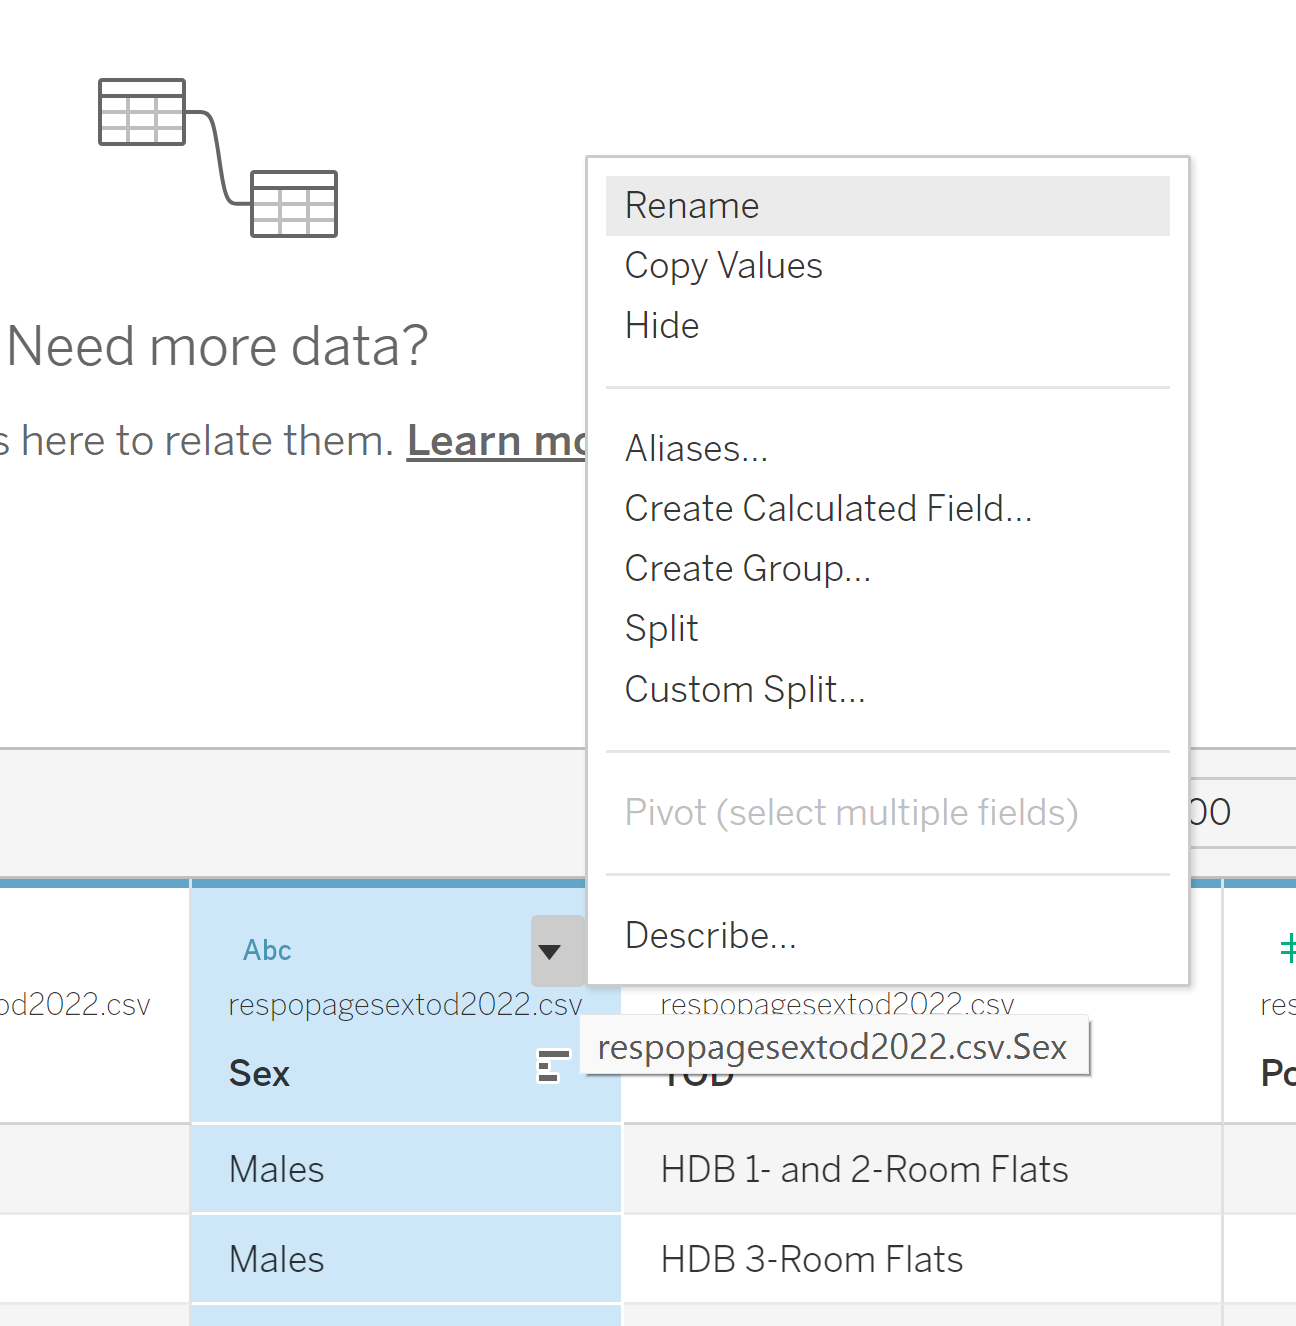 Need more data?
s here to relate them. Learn mo
Rename
Copy Values
Hide
Aliases...
Create Calculated Field...
Create Group...
Split
Custom Split...
Pivot (select multiple fields)
Describe...
00
Abc
od2022.csv
respopagesextod2022.csv
respopagesextod2022.csv
res
respopagesextod2022.csv.Sex
Sex
TOD
Po
Males
HDB 1- and 2-Room Flats
Males
HDB 3-Room Flats